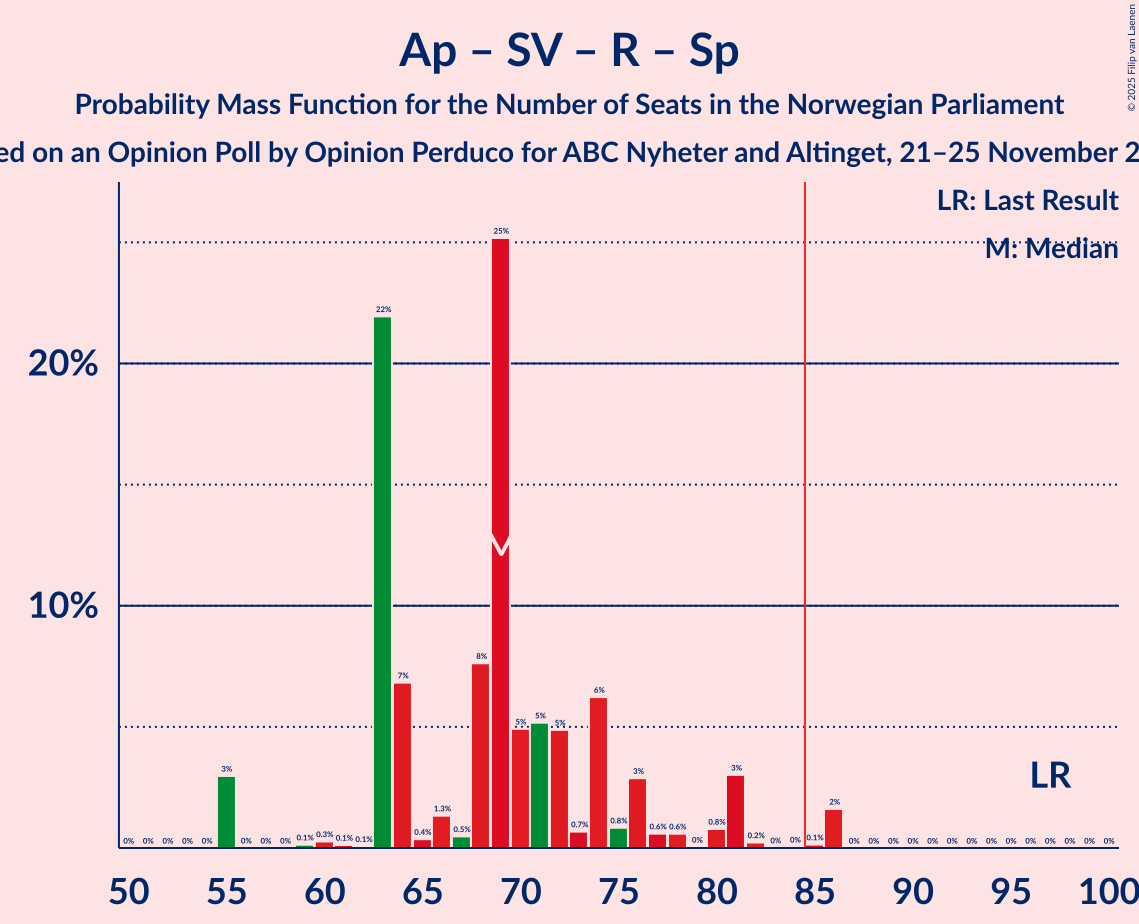 Ap – SV – R – Sp
Probability Mass Function for the Number of Seats in the Norwegian Parliament
ed on an Opinion Poll by Opinion Perduco for ABC Nyheter and Altinget, 21–25 November 2
© 2025 Filip van Laenen
LR: Last Result
M: Median
20%
10%
0% 0% 0% 0% 0% 3% 0% 0% 0% 0.1% 0.3% 0.1% 0.1% 22% 7% 0.4% 1.3% 0.5% 8% 25% 5% 5% 5% 0.7% 6% 0.8% 3% 0.6% 0.6% 0% 0.8% 3% 0.2% 0% 0% 0.1% 2% 0% 0% 0% 0% 0% 0% 0% 0% 0% 0% 0% 0% 0% 0%
LR
50 55 60 65 70 75 80 85 90 95 100